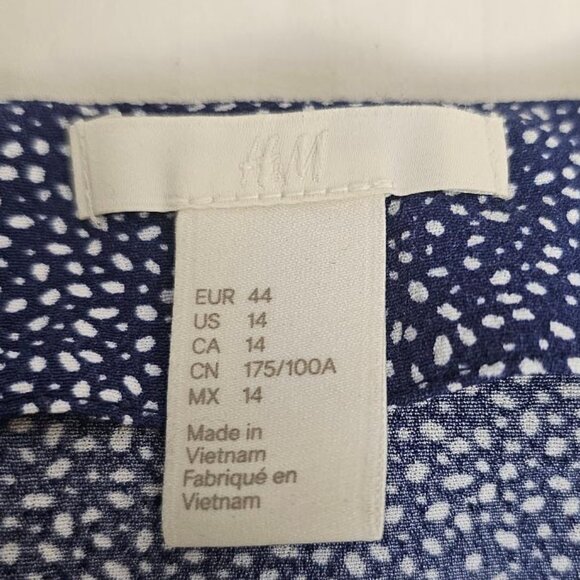 H&M
EUR 44
US 14
CA 14
CN 175/100A
MX 14
Made in
Vietnam
Fabriqué en
Vietnam